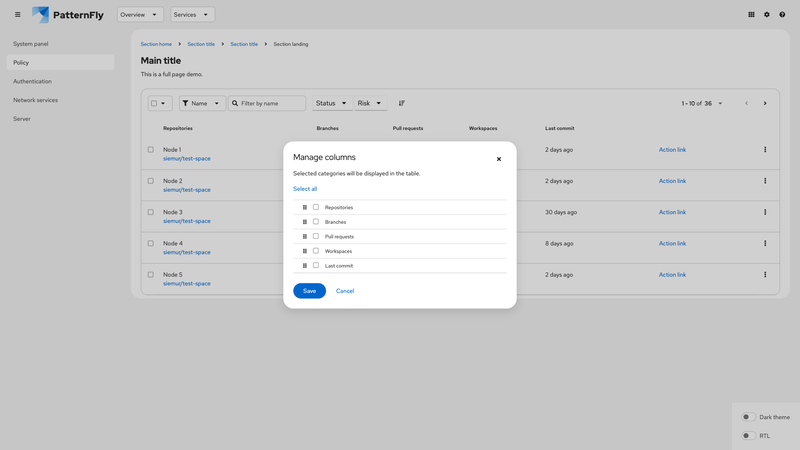 PatternFly
Overview
Services
System panel
Policy
Authentication
Network services
Server
Section home
Section title
Section title
Section landing
Main title
This is a full page demo.
Name
Filter by name
Status
Risk
1 - 10 of 36
Repositories Branches Pull requests Workspaces Last commit
Node 1
siemur/test-space
2 days ago
Action link
Node 2
siemur/test-space
2 days ago
Action link
Node 3
siemur/test-space
30 days ago
Action link
Node 4
siemur/test-space
8 days ago
Action link
Node 5
siemur/test-space
2 days ago
Action link
Manage columns
Selected categories will be displayed in the table.
Select all
Repositories
Branches
Pull requests
Workspaces
Last commit
Save
Cancel
Dark theme
RTL